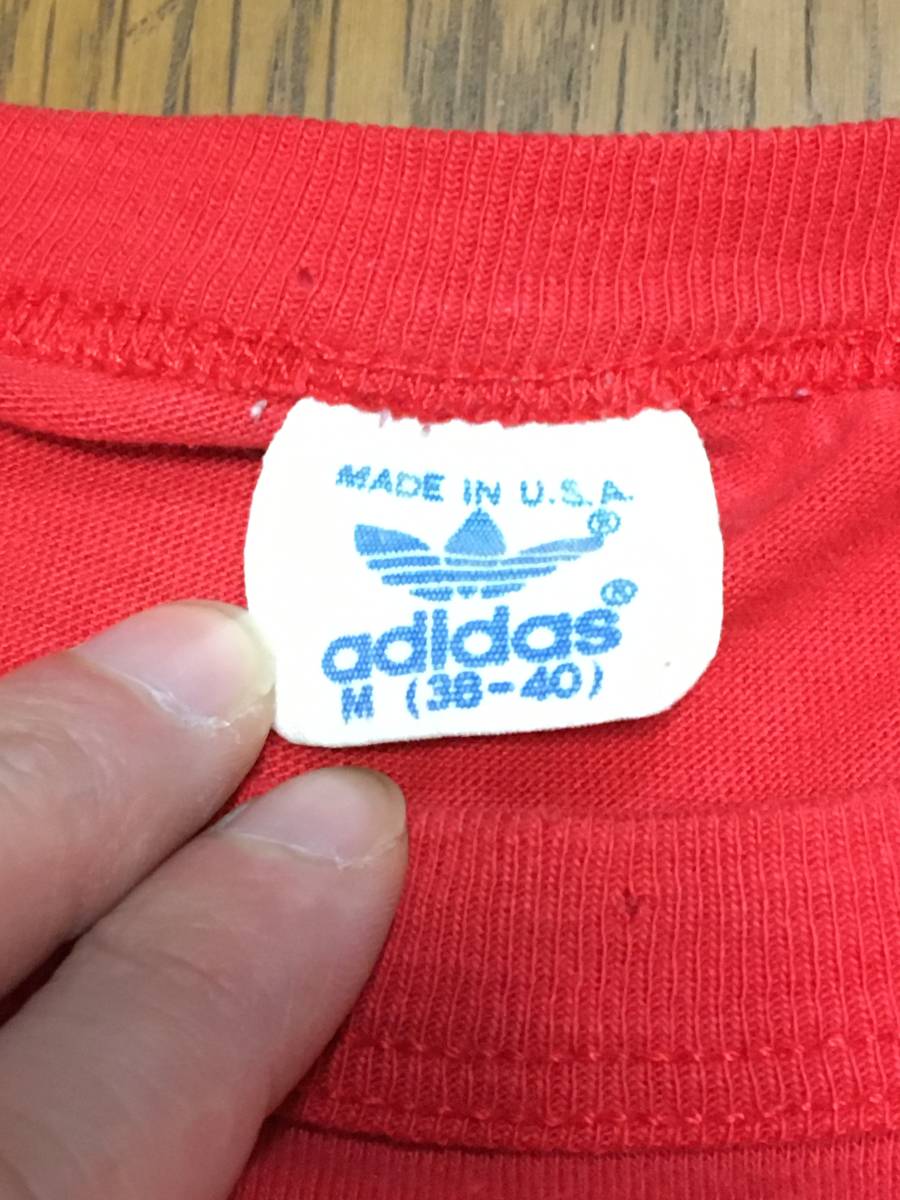 MADE IN U.S.A.
®
adidas®
M (38-40)